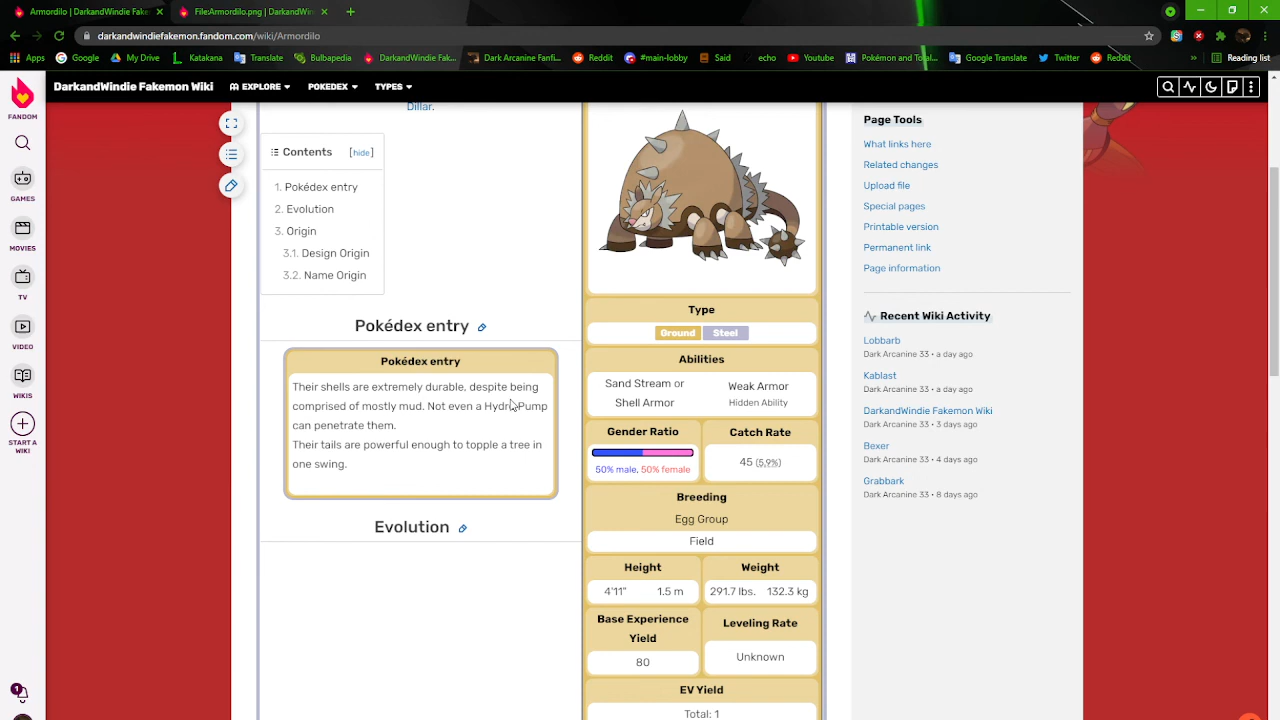 Armordilo | DarkandWindie Fake
File:Armordilo.png | DarkandWin
darkandwindiefakemon.fandom.com/wiki/Armordilo
Apps
Google
My Drive
Katakana
Translate
Bulbapedia
DarkandWindie Fak...
Dark Arcanine Fanfi...
Reddit
#main-lobby
Said
echo
YouTube
Pokémon and Total...
Google Translate
Twitter
Reddit
»
Reading list
DarkandWindie Fakemon Wiki
EXPLORE
POKEDEX
TYPES
FANDOM
GAMES
MOVIES
TV
VIDEO
WIKIS
START A
WIKI
1
Dillar.
Contents [hide]
1. Pokédex entry
2. Evolution
3. Origin
3.1. Design Origin
3.2. Name Origin
Pokédex entry
Pokédex entry
Their shells are extremely durable, despite being
comprised of mostly mud. Not even a Hydro Pump
can penetrate them.
Their tails are powerful enough to topple a tree in
one swing.
Evolution
Type
Ground Steel
Abilities
Sand Stream or
Shell Armor
Weak Armor
Hidden Ability
Gender Ratio
50% male, 50% female
Catch Rate
45 (5.9%)
Breeding
Egg Group
Field
Height
4'11" 1.5 m
Weight
291.7 lbs. 132.3 kg
Base Experience
Yield
80
Leveling Rate
Unknown
EV Yield
Total: 1
Page Tools
What links here
Related changes
Upload file
Special pages
Printable version
Permanent link
Page information
Recent Wiki Activity
Lobbarb
Dark Arcanine 33 • a day ago
Kablast
Dark Arcanine 33 • a day ago
DarkandWindie Fakemon Wiki
Dark Arcanine 33 • 3 days ago
Bexer
Dark Arcanine 33 • 4 days ago
Grabbark
Dark Arcanine 33 • 8 days ago